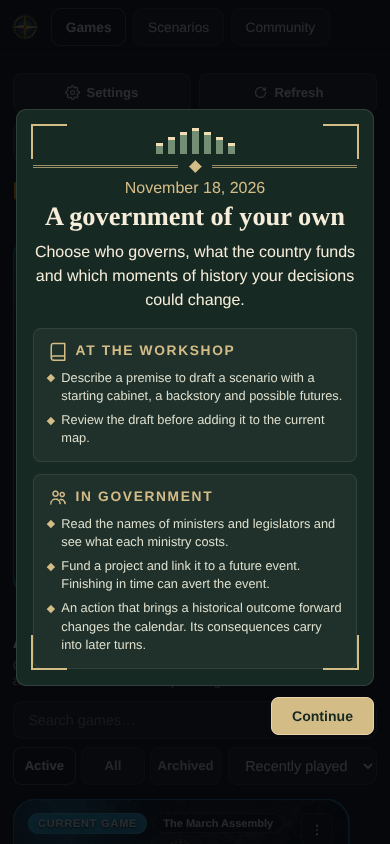 Games
Scenarios
Community
Settings
Refresh
November 18, 2026
A government of your own
Choose who governs, what the country funds
and which moments of history your decisions
could change.
AT THE WORKSHOP
Describe a premise to draft a scenario with a
starting cabinet, a backstory and possible futures.
Review the draft before adding it to the current
map.
IN GOVERNMENT
Read the names of ministers and legislators and
see what each ministry costs.
Fund a project and link it to a future event.
Finishing in time can avert the event.
An action that brings a historical outcome forward
changes the calendar. Its consequences carry
into later turns.
Continue
Search games...
Active
All
Archived
Recently played
CURRENT GAME
The March Assembly